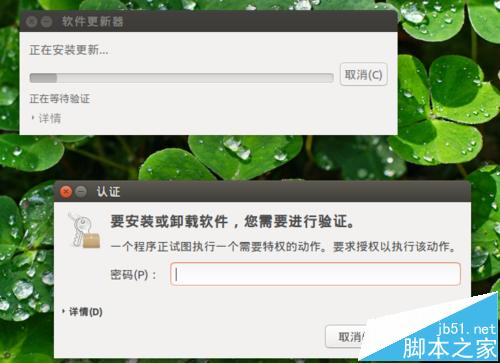 软件更新器
正在安装更新...
取消(C)
正在等待验证
详情
认证
要安装或卸载软件，您需要进行验证。
一个程序正试图执行一个需要特权的动作。要求授权以执行该动作。
密码(P)：
详情(D)
取消
jb51.net
脚本之家